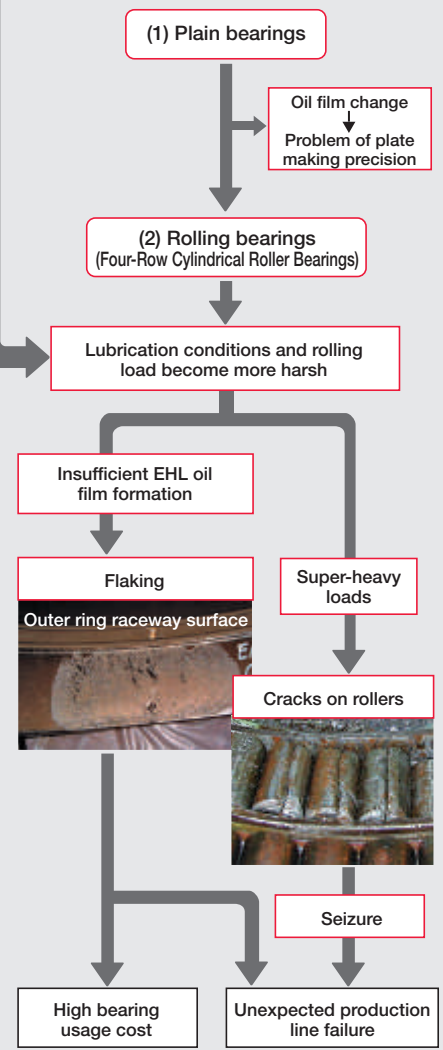 (1) Plain bearings
Oil film change
Problem of plate
making precision
(2) Rolling bearings
(Four-Row Cylindrical Roller Bearings)
Lubrication conditions and rolling
load become more harsh
Insufficient EHL oil
film formation
Flaking
Outer ring raceway surface
Super-heavy
loads
Cracks on rollers
Seizure
High bearing
usage cost
Unexpected production
line failure